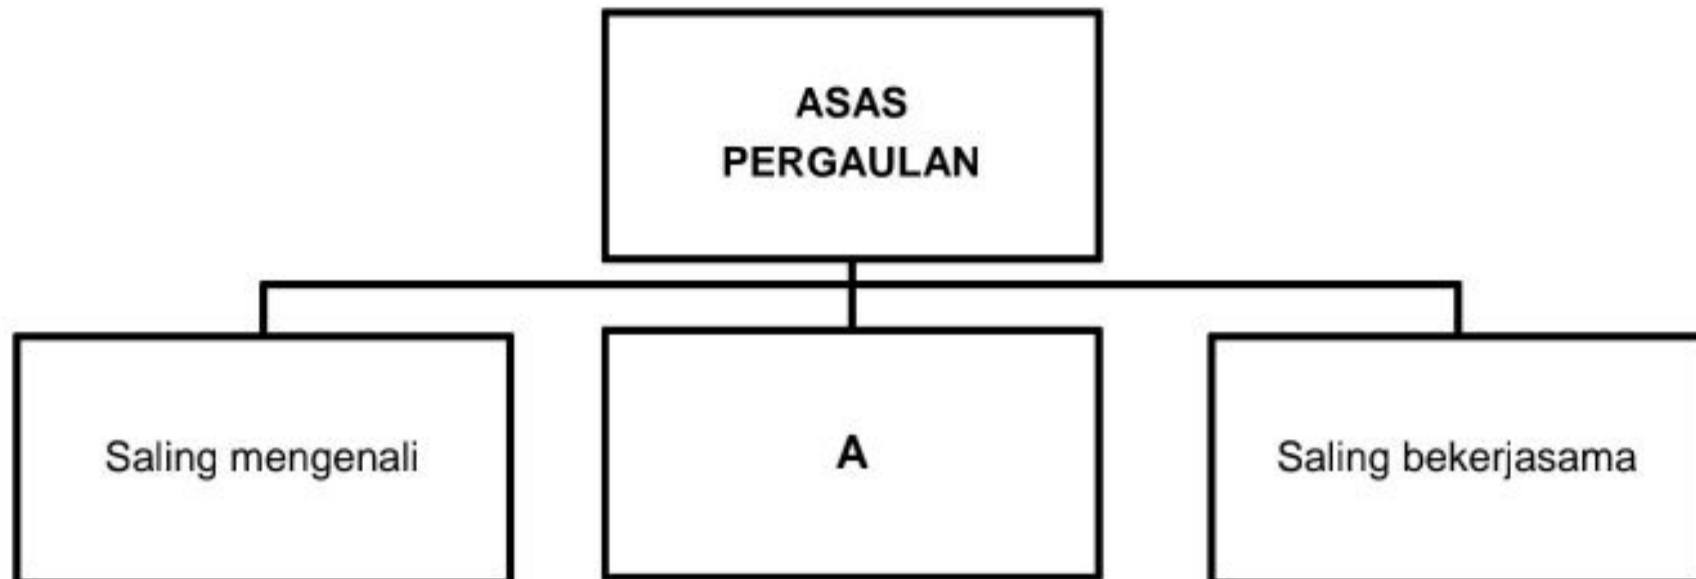 ASAS
PERGAULAN
Saling mengenali
A
Saling bekerjasama